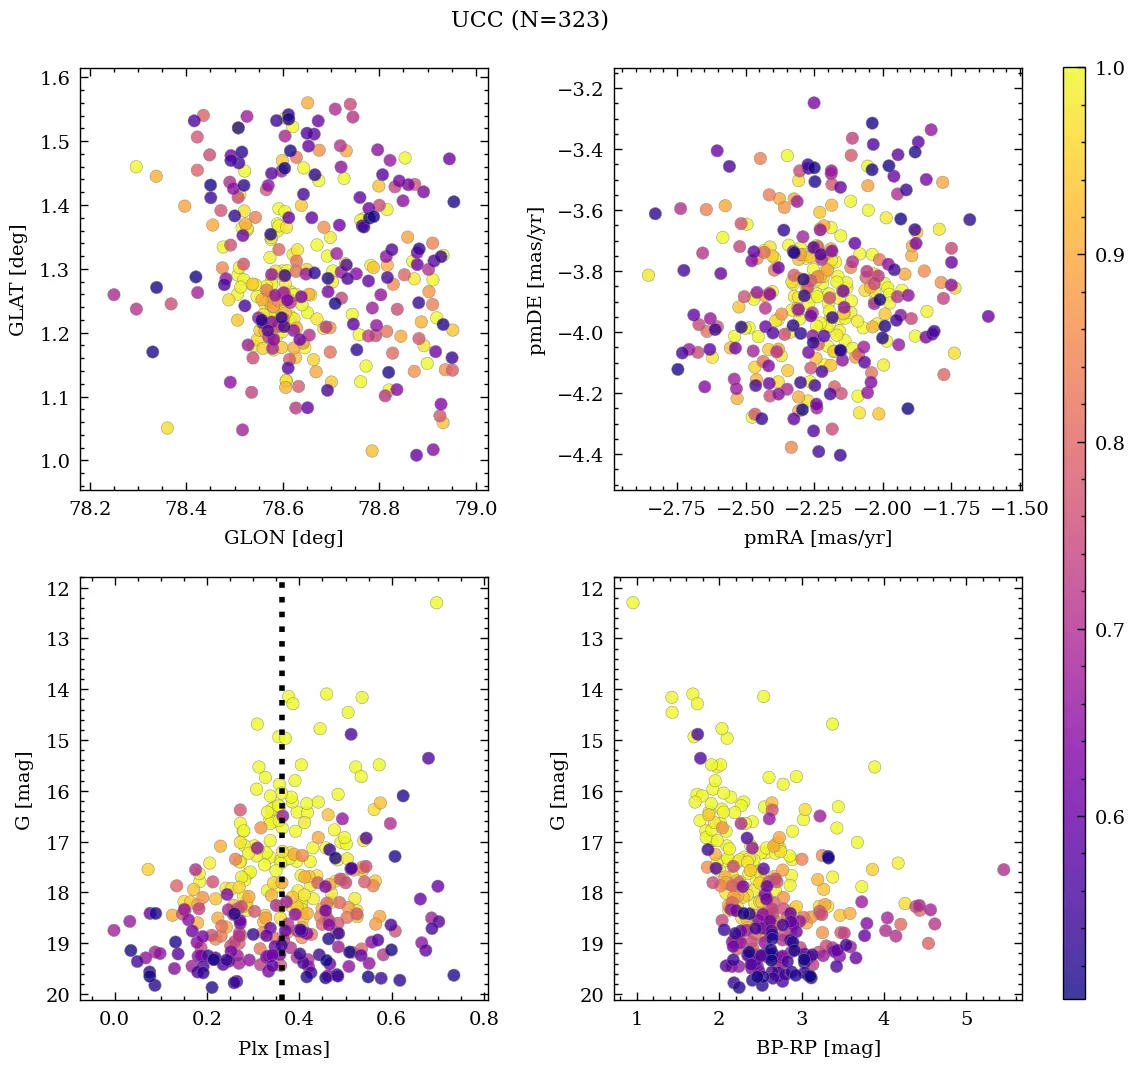 UCC (N=323)
1.6
1.5
1.4
1.3
1.2
1.1
1.0
GLAT [deg]
78.2 78.4 78.6 78.8 79.0
GLON [deg]
−3.2
−3.4
−3.6
−3.8
−4.0
−4.2
−4.4
pmDE [mas/yr]
−2.75 −2.50 −2.25 −2.00 −1.75 −1.50
pmRA [mas/yr]
1.0
0.9
0.8
0.7
0.6
12
13
14
15
16
17
18
19
20
G [mag]
0.0 0.2 0.4 0.6 0.8
Plx [mas]
12
13
14
15
16
17
18
19
20
G [mag]
1 2 3 4 5
BP-RP [mag]